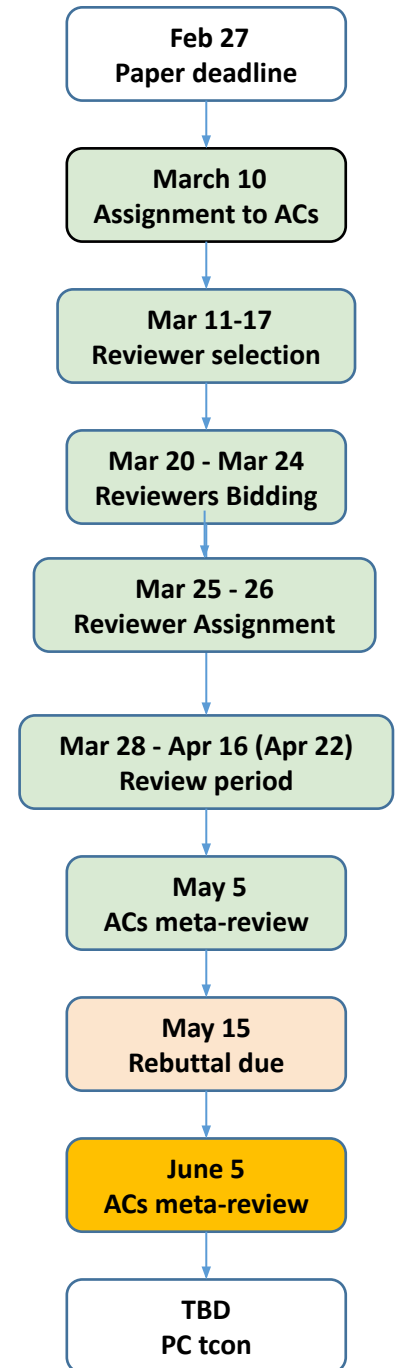 Feb 27
Paper deadline
March 10
Assignment to ACs
Mar 11-17
Reviewer selection
Mar 20 - Mar 24
Reviewers Bidding
Mar 25 - 26
Reviewer Assignment
Mar 28 - Apr 16 (Apr 22)
Review period
May 5
ACs meta-review
May 15
Rebuttal due
June 5
ACs meta-review
TBD
PC tcon